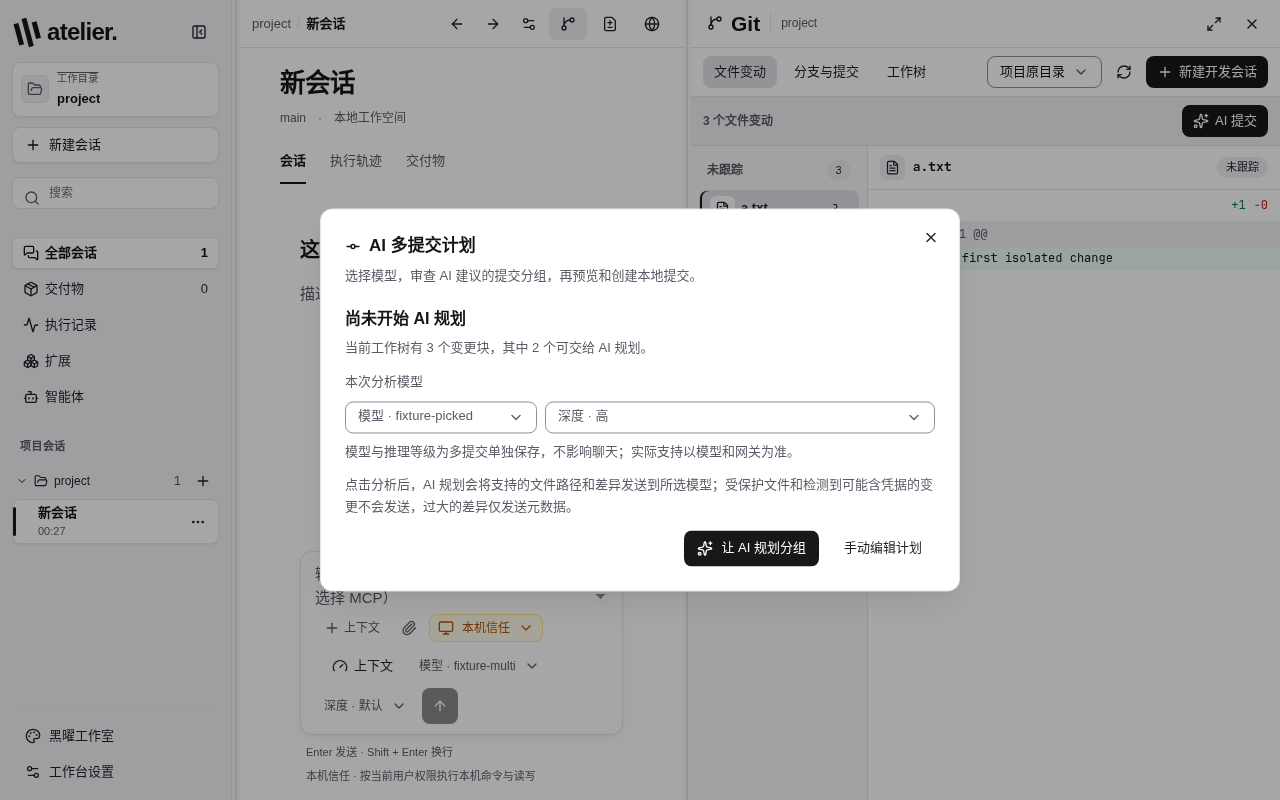 atelier.
工作目录
project
新建会话
搜索
全部会话 1
交付物 0
执行记录
扩展
智能体
项目会话
project 1
新会话
00:27
黑曜工作室
工作台设置
project / 新会话
新会话
main · 本地工作空间
会话 执行轨迹 交付物
这
选择 MCP）
上下文 本机信任
上下文 模型 · fixture-multi
深度 · 默认
Enter 发送 · Shift + Enter 换行
本机信任 · 按当前用户权限执行本机命令与读写
Git project
文件变动 分支与提交 工作树 项目原目录 新建开发会话
3 个文件变动 AI 提交
未跟踪 3
a.txt
a.txt 未跟踪
+1 -0
1 @@
first isolated change
AI 多提交计划
选择模型，审查 AI 建议的提交分组，再预览和创建本地提交。
尚未开始 AI 规划
当前工作树有 3 个变更块，其中 2 个可交给 AI 规划。
本次分析模型
模型 · fixture-picked 深度 · 高
模型与推理等级为多提交单独保存，不影响聊天；实际支持以模型和网关为准。
点击分析后，AI 规划会将支持的文件路径和差异发送到所选模型；受保护文件和检测到可能含凭据的变
更不会发送，过大的差异仅发送元数据。
让 AI 规划分组 手动编辑计划